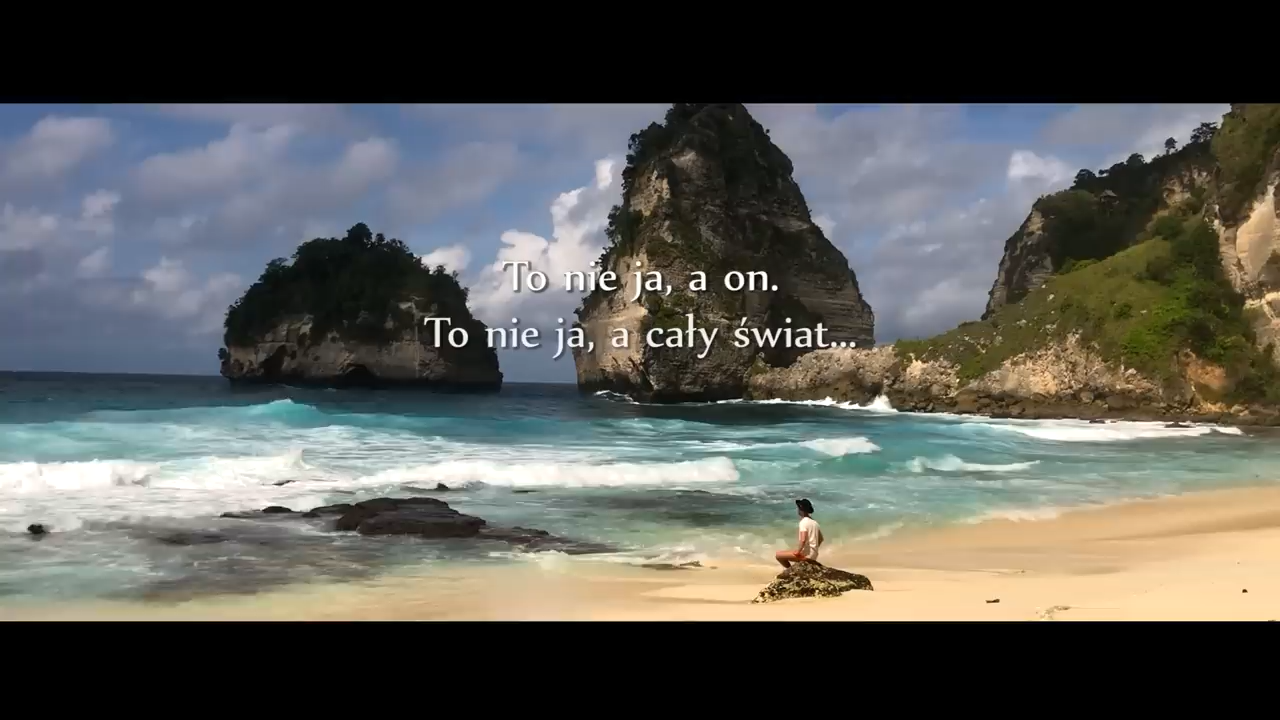 To nie ja, a on.
To nie ja, a cały świat...